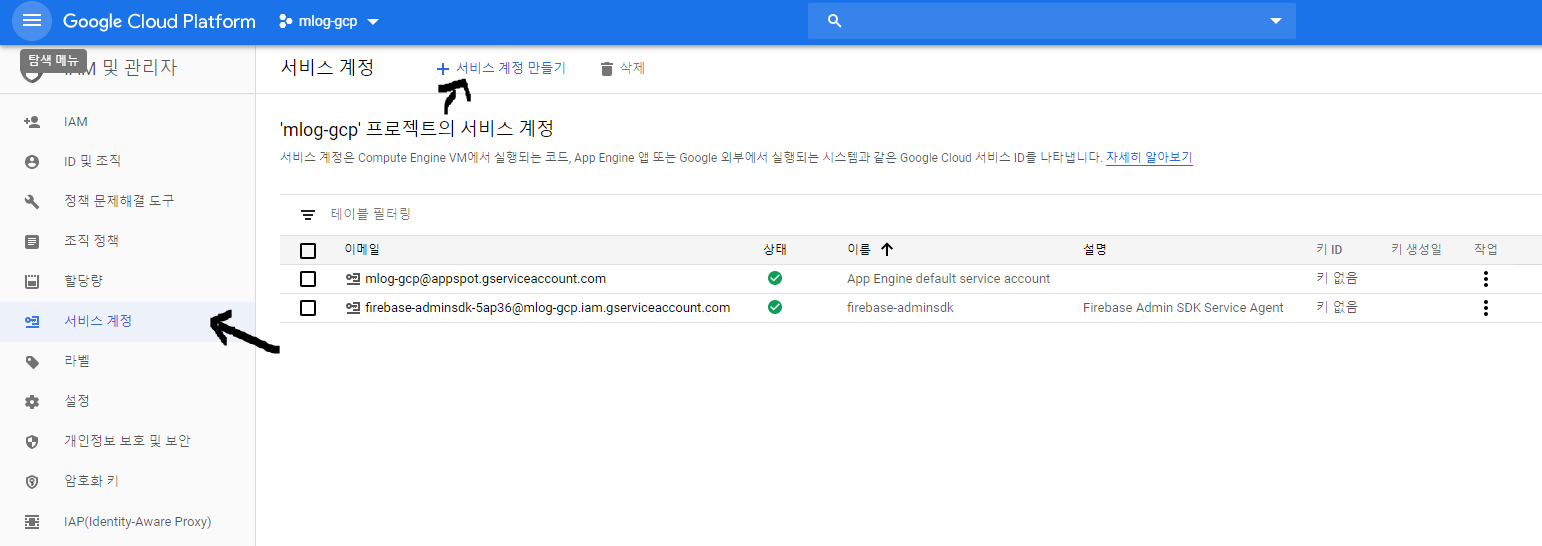 Google Cloud Platform mlog-gcp
탐색 메뉴
IAM 및 관리자
서비스 계정 서비스 계정 만들기 삭제
IAM
ID 및 조직
정책 문제해결 도구
조직 정책
할당량
서비스 계정
라벨
설정
개인정보 보호 및 보안
암호화 키
IAP(Identity-Aware Proxy)
'mlog-gcp' 프로젝트의 서비스 계정
서비스 계정은 Compute Engine VM에서 실행되는 코드, App Engine 앱 또는 Google 외부에서 실행되는 시스템과 같은 Google Cloud 서비스 ID를 나타냅니다. 자세히 알아보기
테이블 필터링
이메일 상태 이름 설명 키 ID 키 생성일 작업
mlog-gcp@appspot.gserviceaccount.com App Engine default service account 키 없음
firebase-adminsdk-5ap36@mlog-gcp.iam.gserviceaccount.com firebase-adminsdk Firebase Admin SDK Service Agent 키 없음